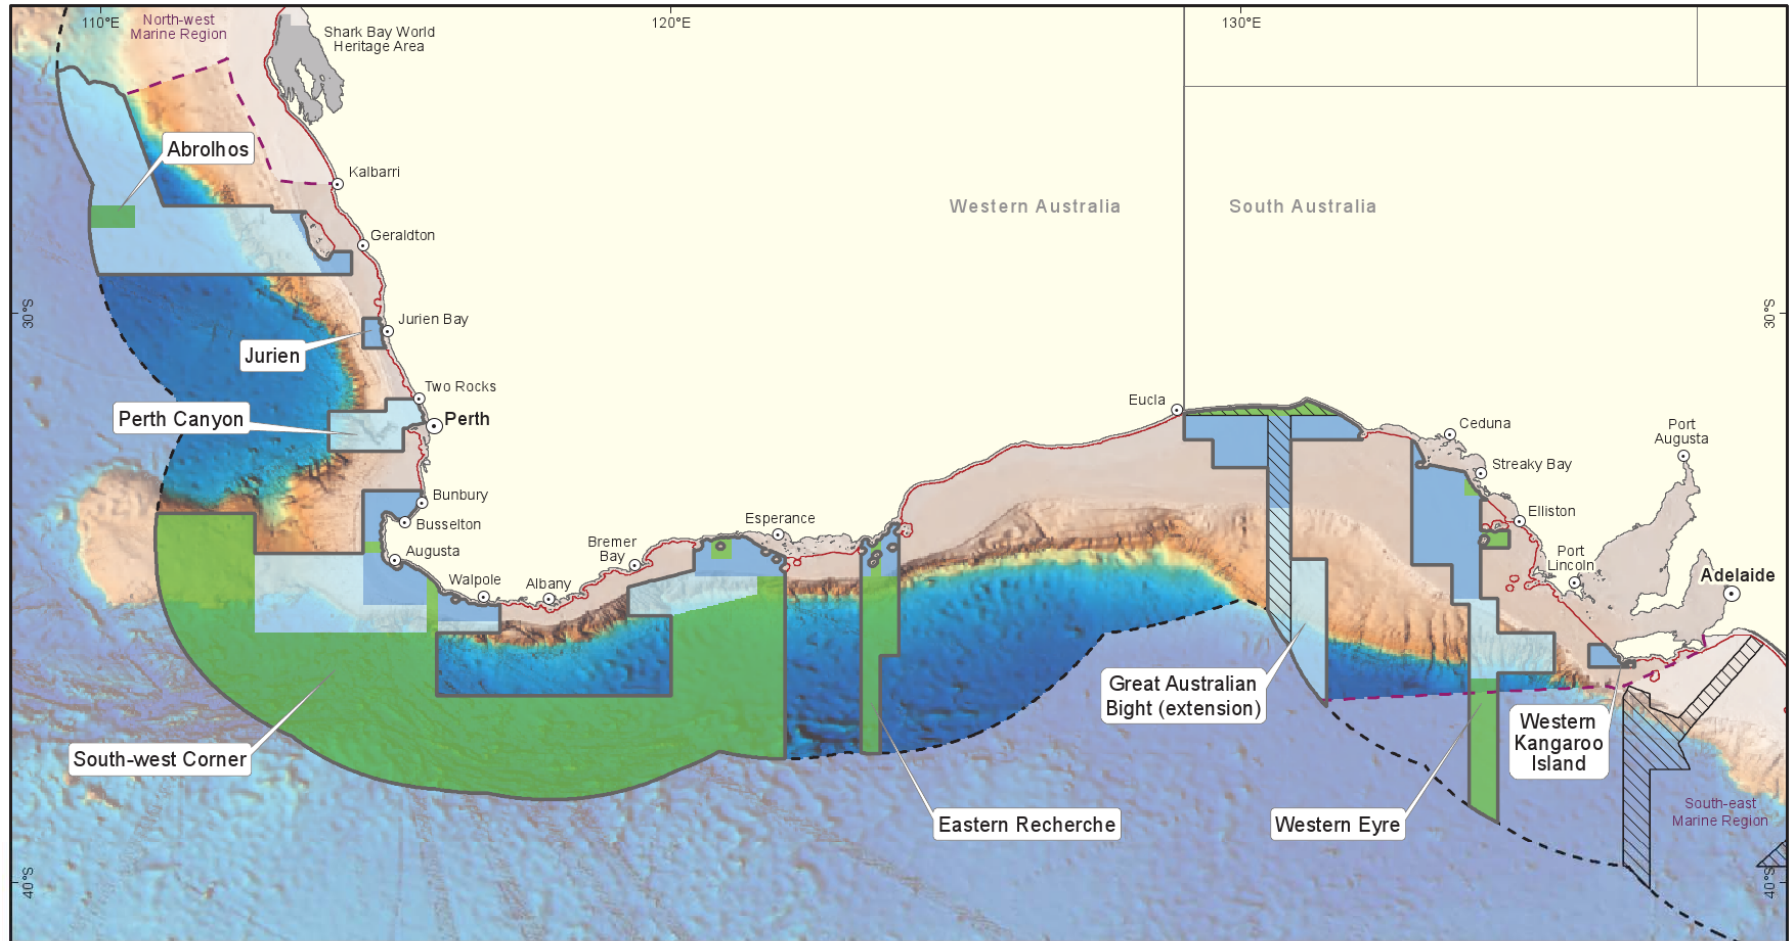 110°E
120°E
130°E
North-west
Marine Region
Shark Bay World
Heritage Area
Abrolhos
Kalbarri
Western Australia
South Australia
Geraldton
30°S
30°S
Jurien Bay
Jurien
Two Rocks
Perth Canyon
Perth
Eucla
Ceduna
Port
Augusta
Streaky Bay
Bunbury
Busselton
Esperance
Elliston
Augusta
Bremer
Bay
Port
Lincoln
Walpole
Albany
Adelaide
Great Australian
Bight (extension)
Western
Kangaroo
Island
South-west Corner
Eastern Recherche
Western Eyre
South-east
Marine Region
40°S
40°S